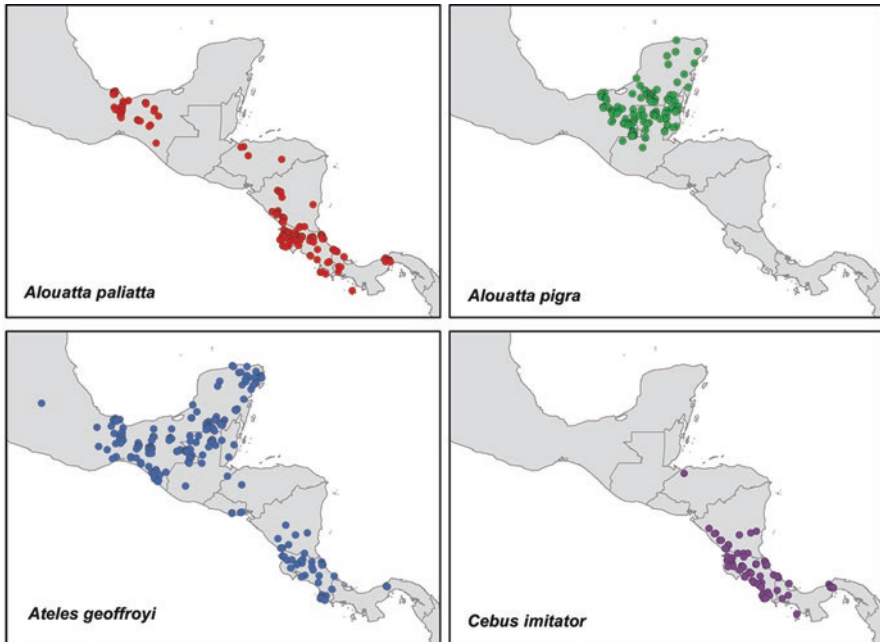 Alouatta paliatta
Alouatta pigra
Ateles geoffroyi
Cebus imitator